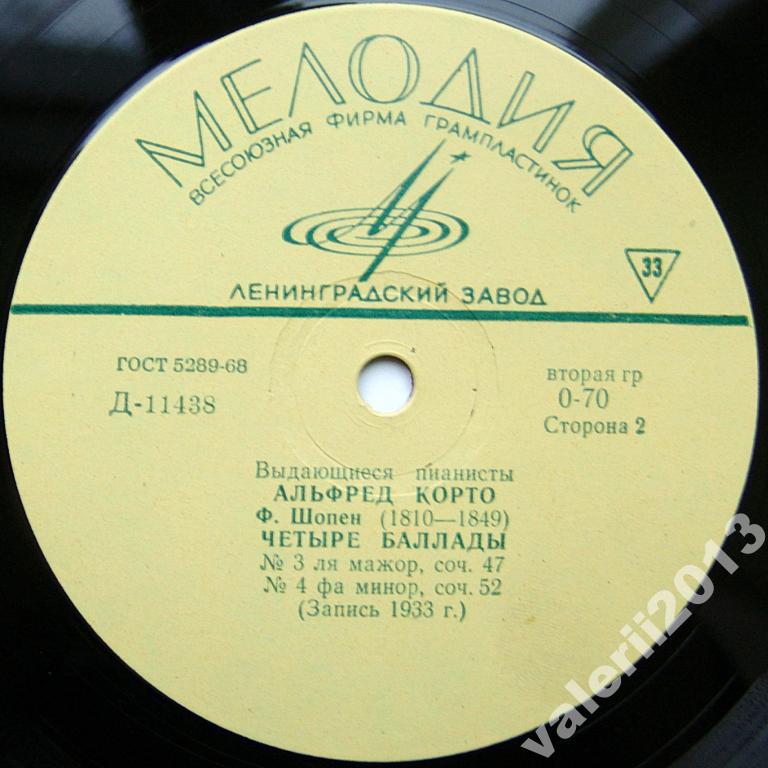 МЕЛОДИЯ
ВСЕСОЮЗНАЯ ФИРМА ГРАМПЛАСТИНОК
ЛЕНИНГРАДСКИЙ ЗАВОД
33
ГОСТ 5289-68
Д-11438
вторая гр
0-70
Сторона 2
Выдающиеся пианисты
АЛЬФРЕД КОРТО
Ф. Шопен (1810—1849)
ЧЕТЫРЕ БАЛЛАДЫ
№ 3 ля мажор, соч. 47
№ 4 фа минор, соч. 52
(Запись 1933 г.)
valerii2013